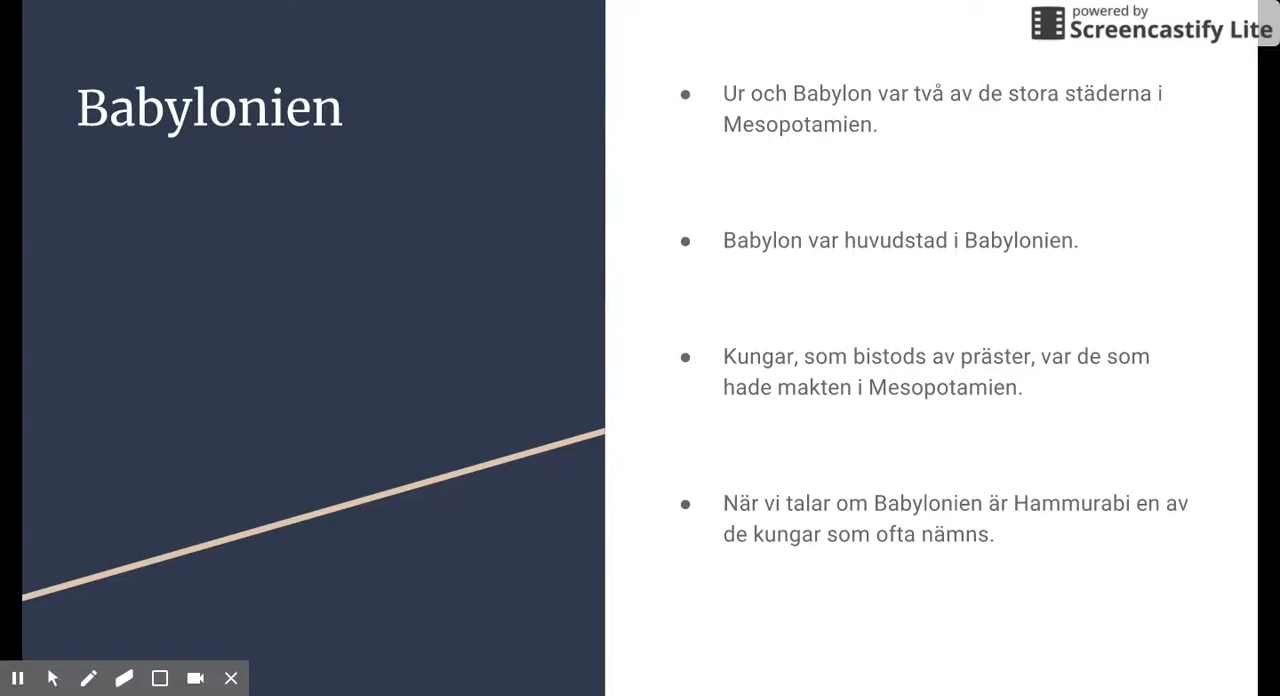 powered by
Screencastify Lite
Babylonien
● Ur och Babylon var två av de stora städerna i
Mesopotamien.
● Babylon var huvudstad i Babylonien.
● Kungar, som bistods av präster, var de som
hade makten i Mesopotamien.
● När vi talar om Babylonien är Hammurabi en av
de kungar som ofta nämns.